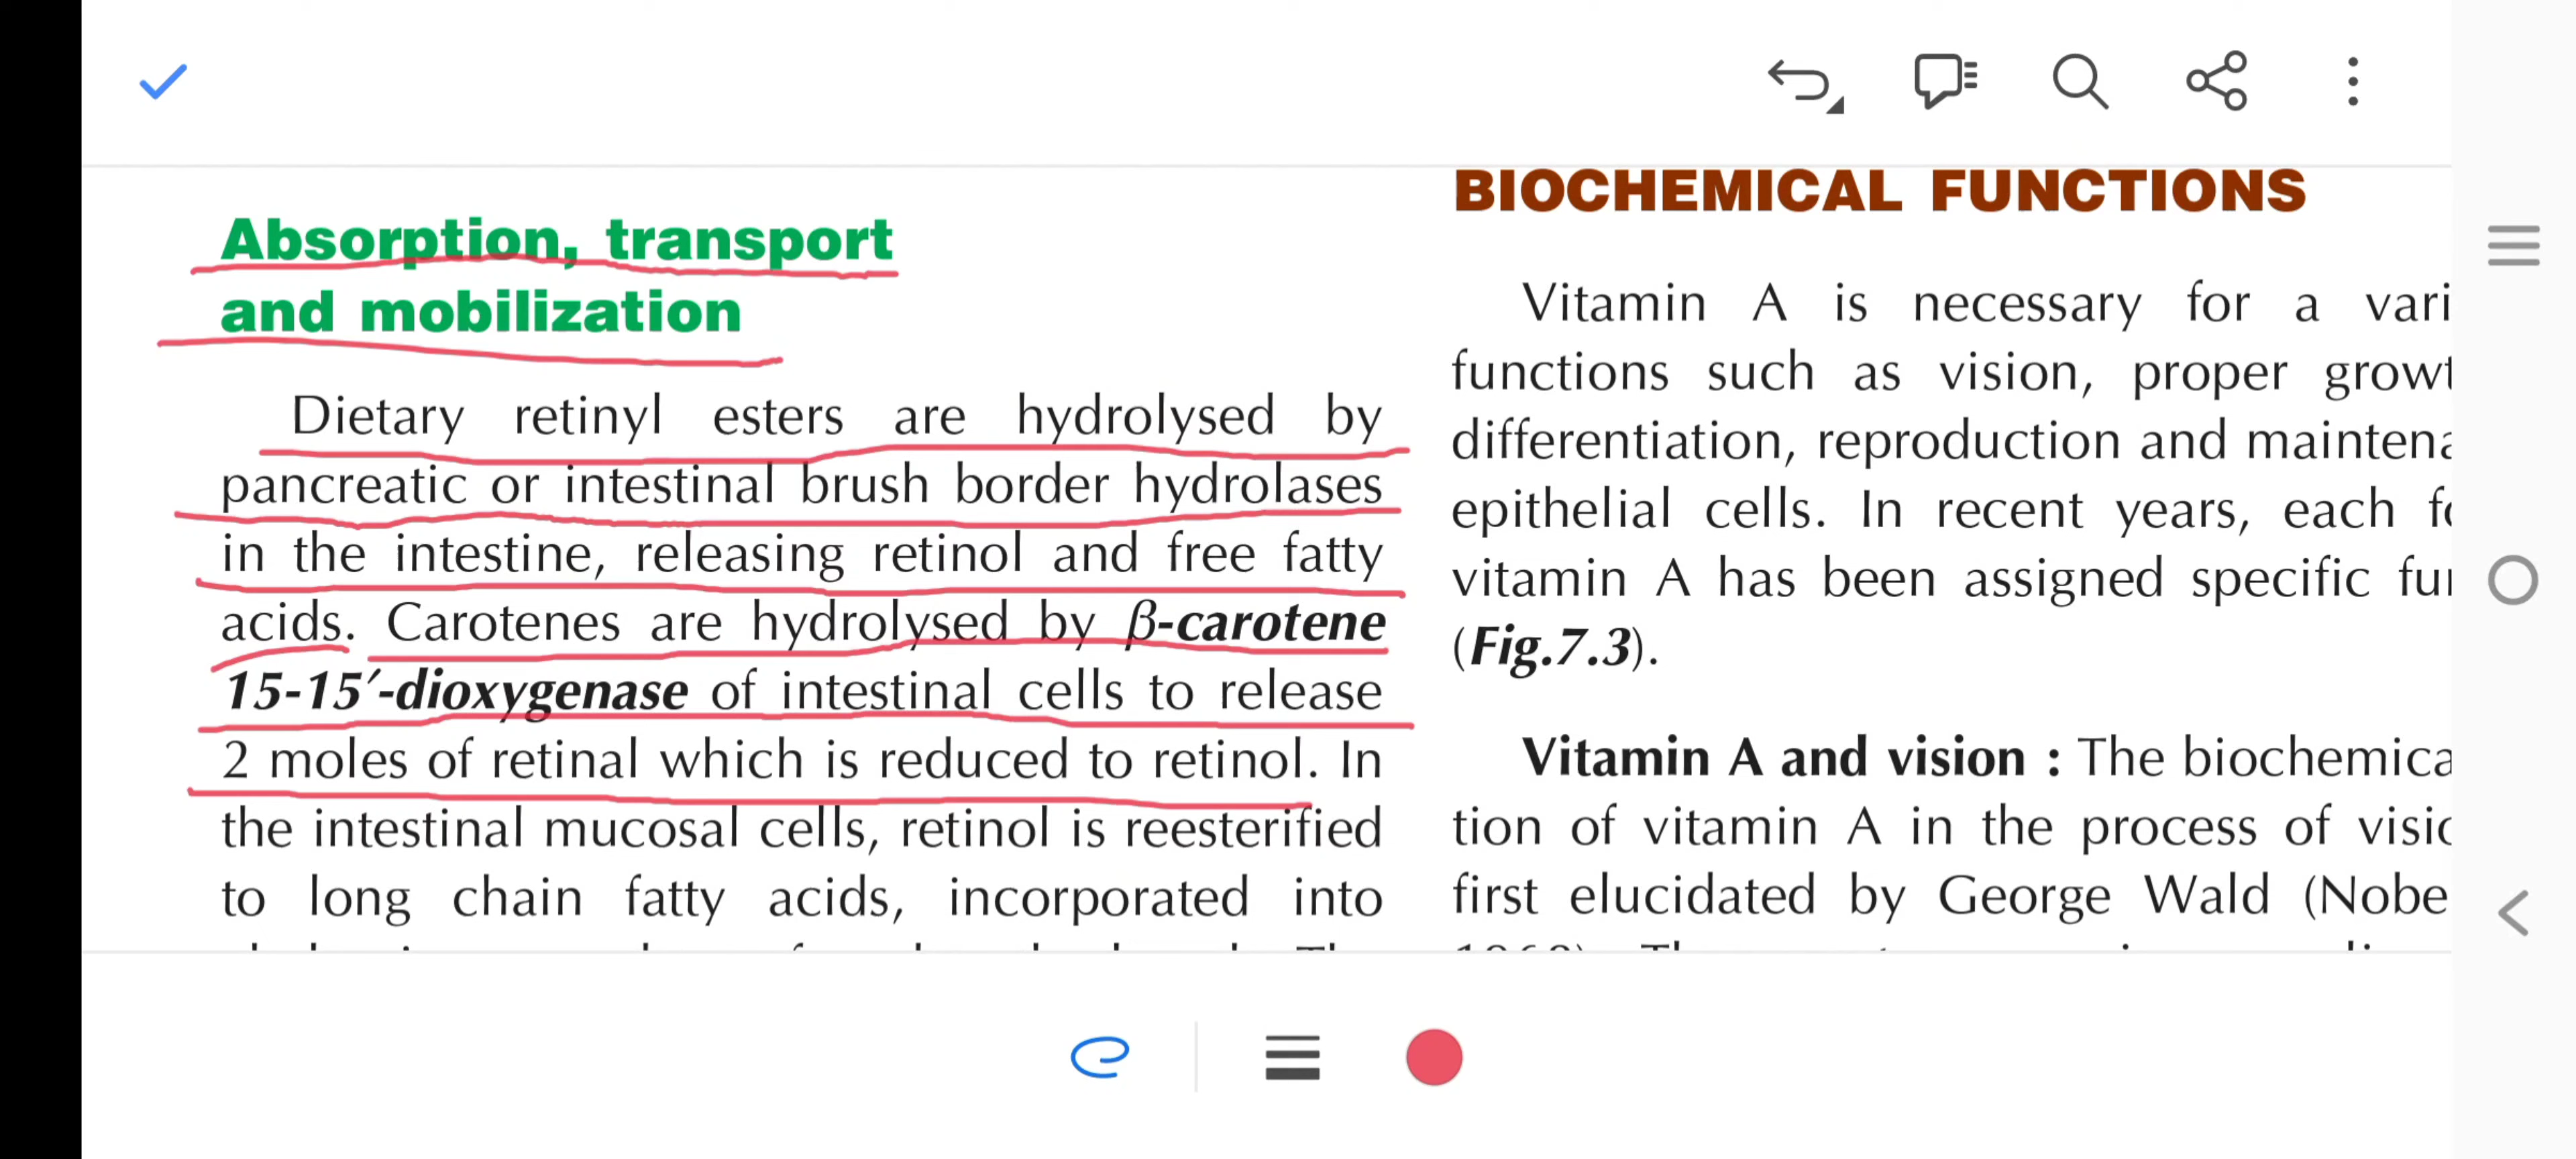 Absorption, transport
and mobilization
Dietary retinyl esters are hydrolysed by
pancreatic or intestinal brush border hydrolases
in the intestine, releasing retinol and free fatty
acids. Carotenes are hydrolysed by β-carotene
15-15′-dioxygenase of intestinal cells to release
2 moles of retinal which is reduced to retinol. In
the intestinal mucosal cells, retinol is reesterified
to long chain fatty acids, incorporated into
BIOCHEMICAL FUNCTIONS
Vitamin A is necessary for a vari
functions such as vision, proper growt
differentiation, reproduction and maintena
epithelial cells. In recent years, each fo
vitamin A has been assigned specific fun
(Fig.7.3).
Vitamin A and vision : The biochemica
tion of vitamin A in the process of visio
first elucidated by George Wald (Nobe